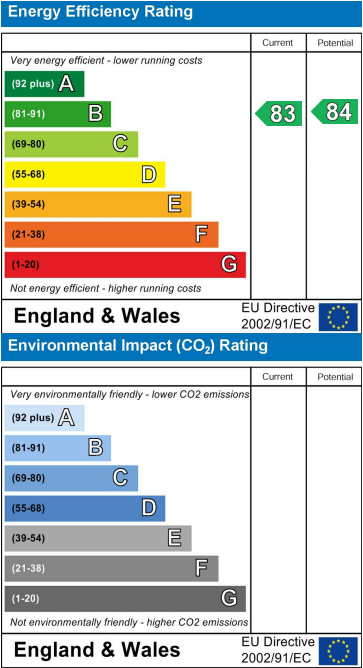 Energy Efficiency Rating
Current Potential
Very energy efficient - lower running costs
(92 plus) A
(81-91) B
83 84
(69-80) C
(55-68) D
(39-54) E
(21-38) F
(1-20) G
Not energy efficient - higher running costs
England & Wales
EU Directive
2002/91/EC
Environmental Impact (CO₂) Rating
Current Potential
Very environmentally friendly - lower CO2 emissions
(92 plus) A
(81-91) B
(69-80) C
(55-68) D
(39-54) E
(21-38) F
(1-20) G
Not environmentally friendly - higher CO2 emissions
England & Wales
EU Directive
2002/91/EC